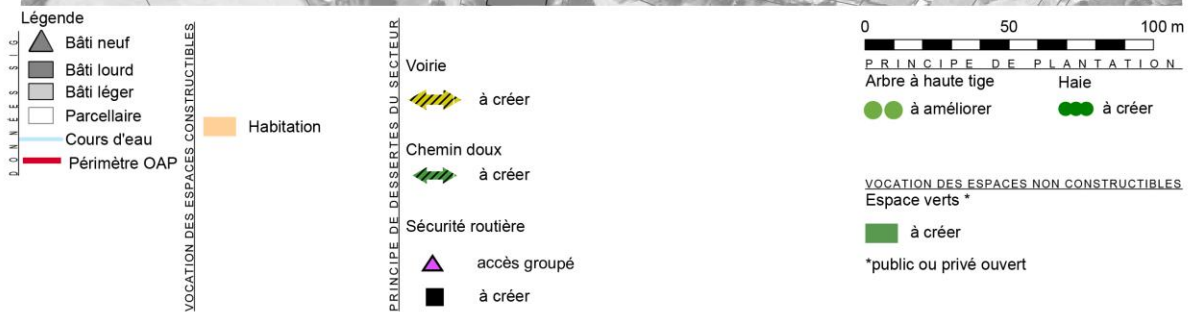 Légende
DONNEES SIG
Bâti neuf
Bâti lourd
Bâti léger
Parcellaire
Cours d'eau
Périmètre OAP
VOCATION DES ESPACES CONSTRUCTIBLES
Habitation
PRINCIPE DE DESSERTES DU SECTEUR
Voirie
à créer
Chemin doux
à créer
Sécurité routière
accès groupé
à créer
0 50 100 m
PRINCIPE DE PLANTATION
Arbre à haute tige Haie
à améliorer à créer
VOCATION DES ESPACES NON CONSTRUCTIBLES
Espace verts *
à créer
*public ou privé ouvert